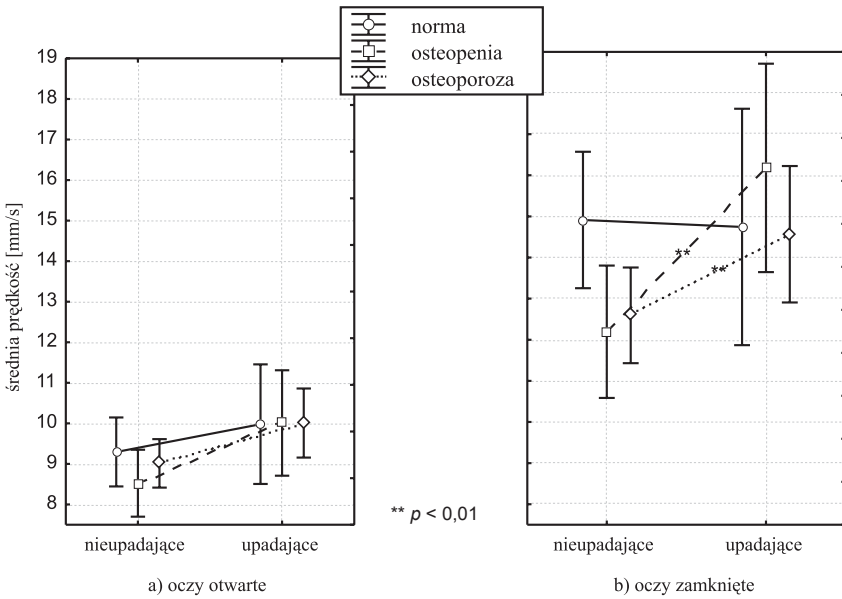 norma
osteopenia
osteoporoza
średnia prędkość [mm/s]
19
18
17
16
15
14
13
12
11
10
9
8
nieupadające upadające
a) oczy otwarte
** p < 0,01
**
**
nieupadające upadające
b) oczy zamknięte